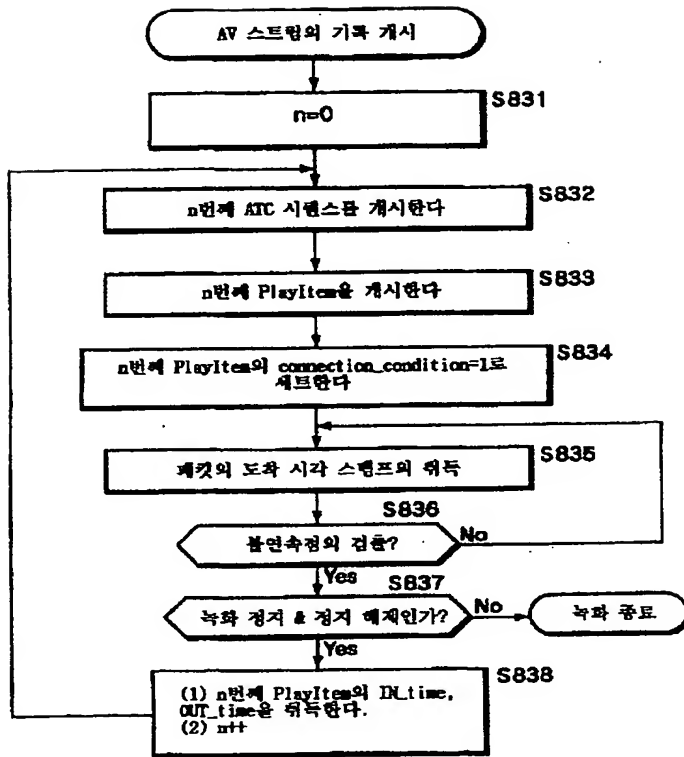 AV 스트림의 기록 개시
S831
n=0
S832
n번째 ATC 시퀀스를 개시한다
S833
n번째 PlayItem을 개시한다
S834
n번째 PlayItem의 connection_condition=1로
세트한다
S835
패킷의 도착 시각 스탬프의 취득
S836
불연속점의 검출?
No
Yes
S837
녹화 정지 & 정지 해제인가?
No
녹화 종료
Yes
S838
(1) n번째 PlayItem의 IN_time,
OUT_time을 취득한다.
(2) n++